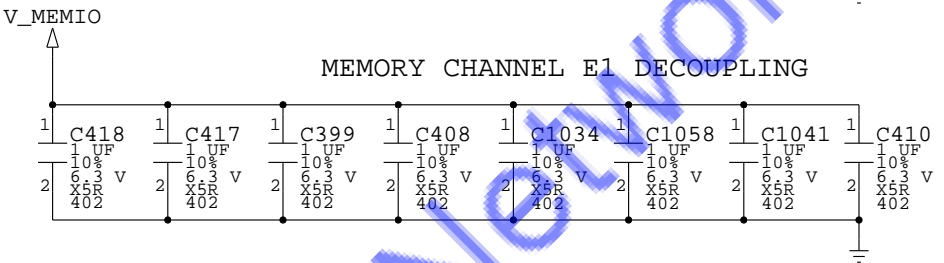 V_MEMIO
MEMORY CHANNEL E1 DECOUPLING
1 C418
1 UF
10%
6.3 V
2 X5R
402
1 C417
1 UF
10%
6.3 V
2 X5R
402
1 C399
1 UF
10%
6.3 V
2 X5R
402
1 C408
1 UF
10%
6.3 V
2 X5R
402
1 C1034
1 UF
10%
6.3 V
2 X5R
402
1 C1058
1 UF
10%
6.3 V
2 X5R
402
1 C1041
1 UF
10%
6.3 V
2 X5R
402
1 C410
1 UF
10%
6.3 V
2 X5R
402